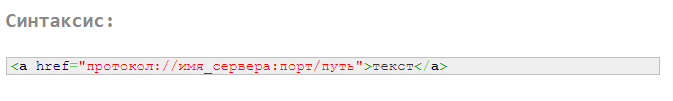 Синтаксис:
<a href="протокол://имя_сервера:порт/путь">текст</a>